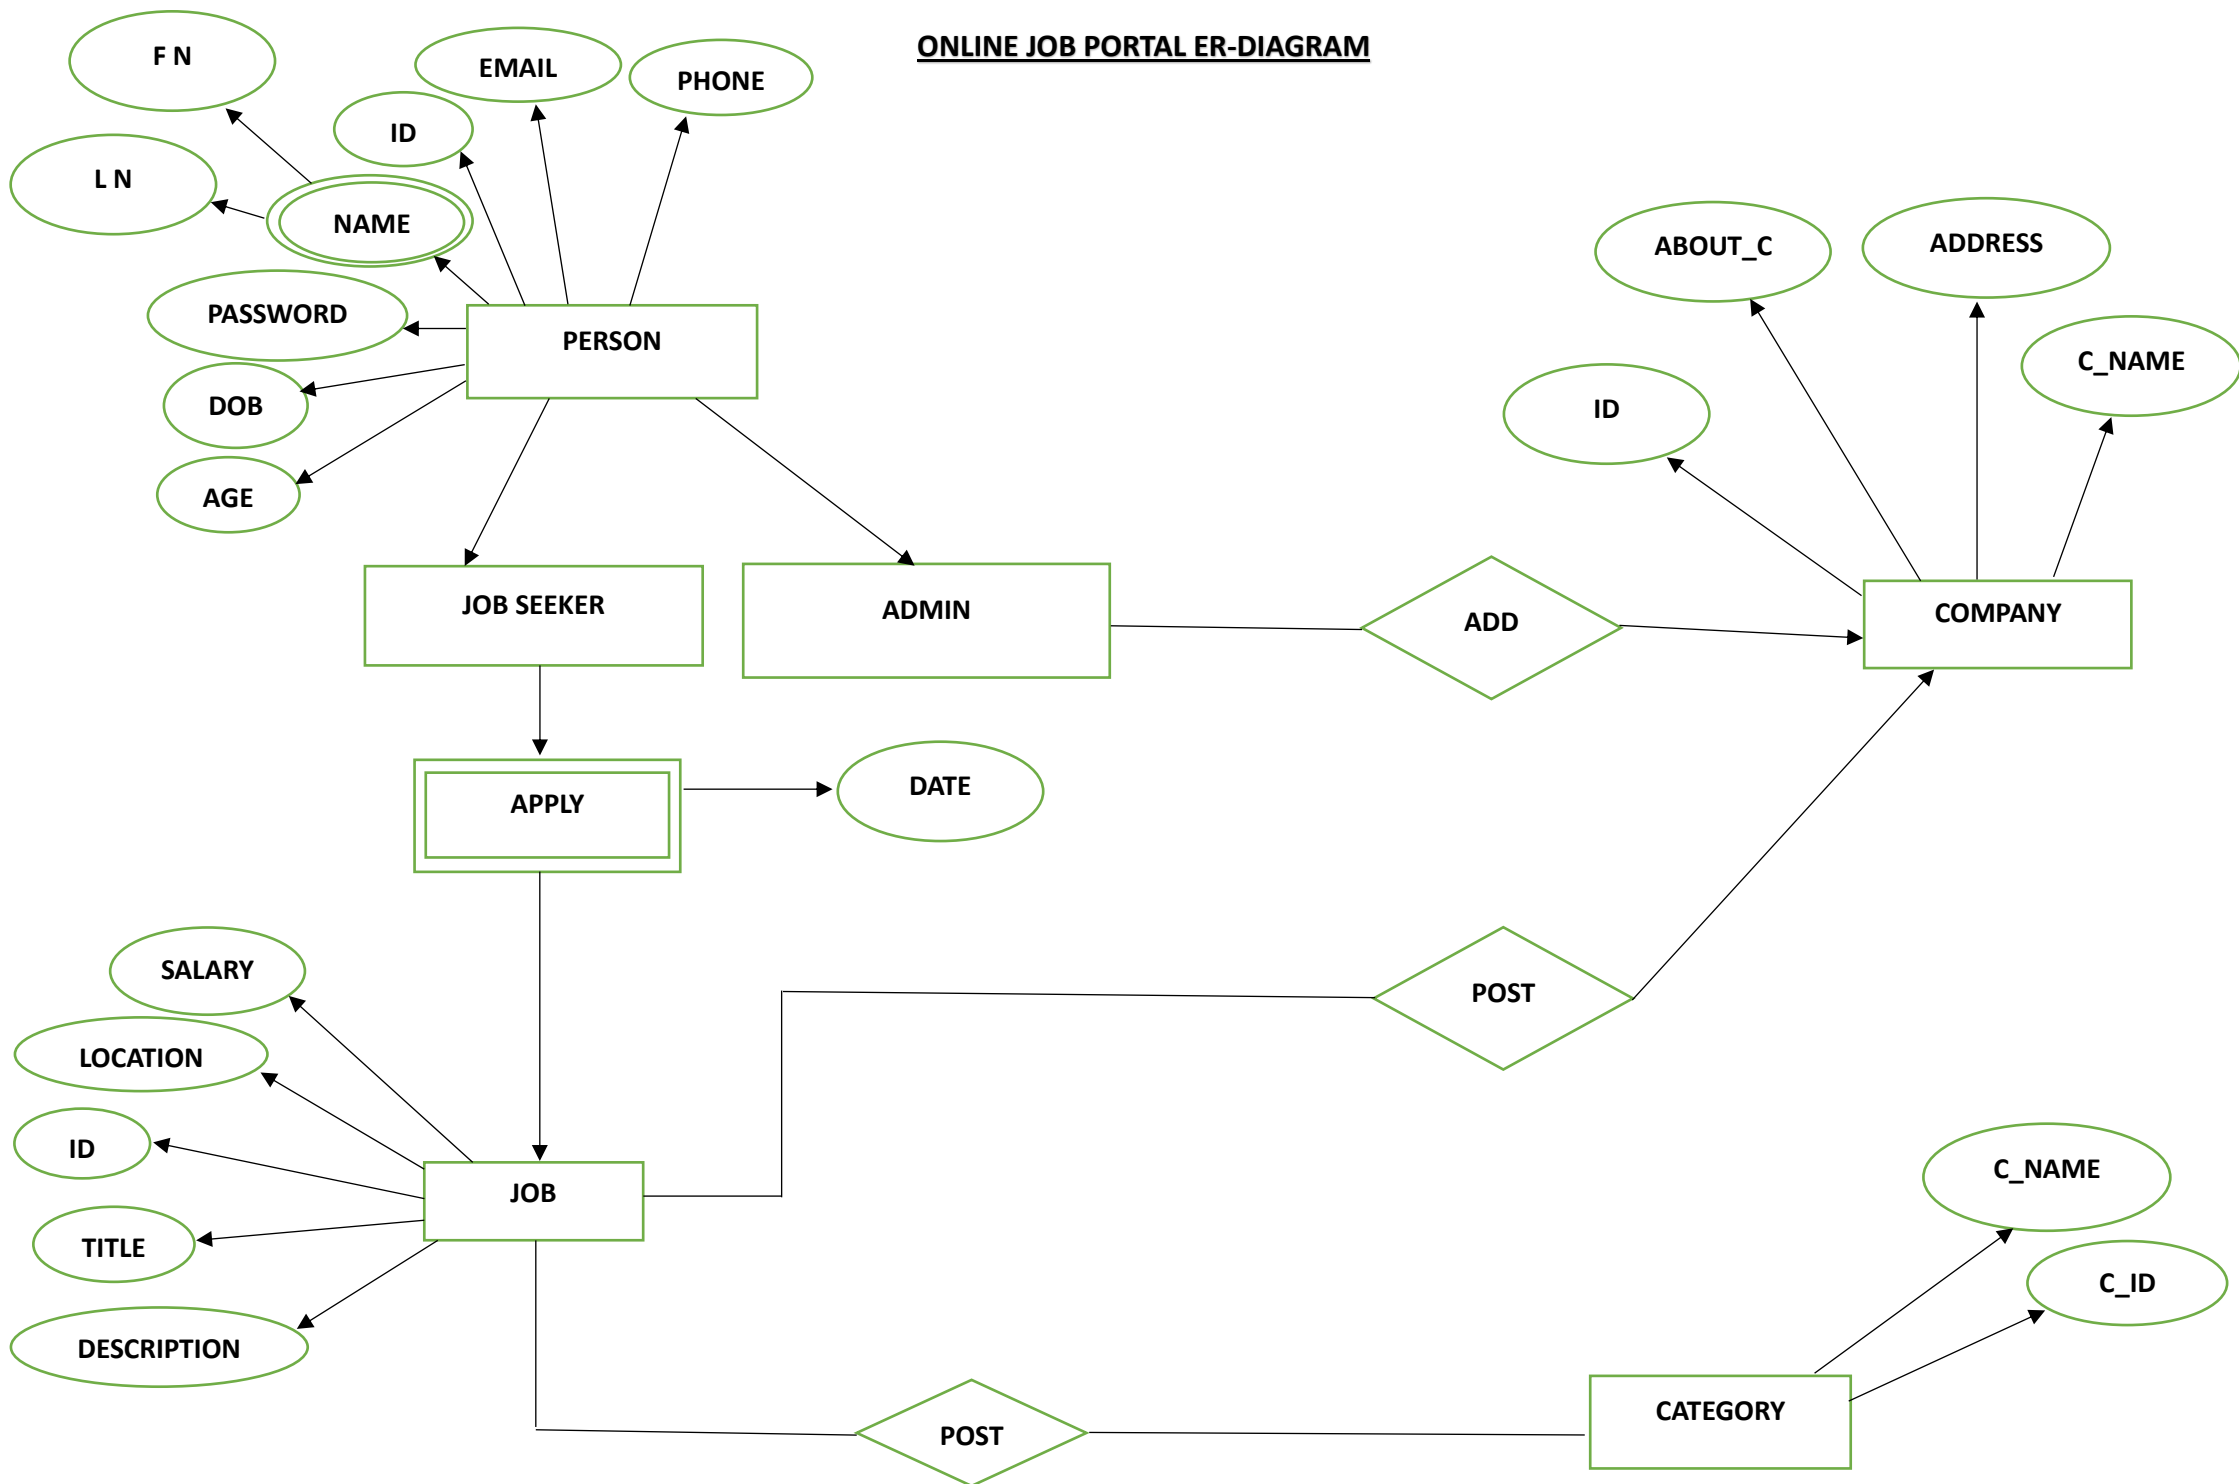 ONLINE JOB PORTAL ER-DIAGRAM
F N
EMAIL
PHONE
ID
L N
NAME
PASSWORD
PERSON
DOB
AGE
ABOUT_C
ADDRESS
C_NAME
ID
JOB SEEKER
ADMIN
ADD
COMPANY
APPLY
DATE
SALARY
LOCATION
ID
TITLE
DESCRIPTION
JOB
POST
C_NAME
C_ID
CATEGORY
POST